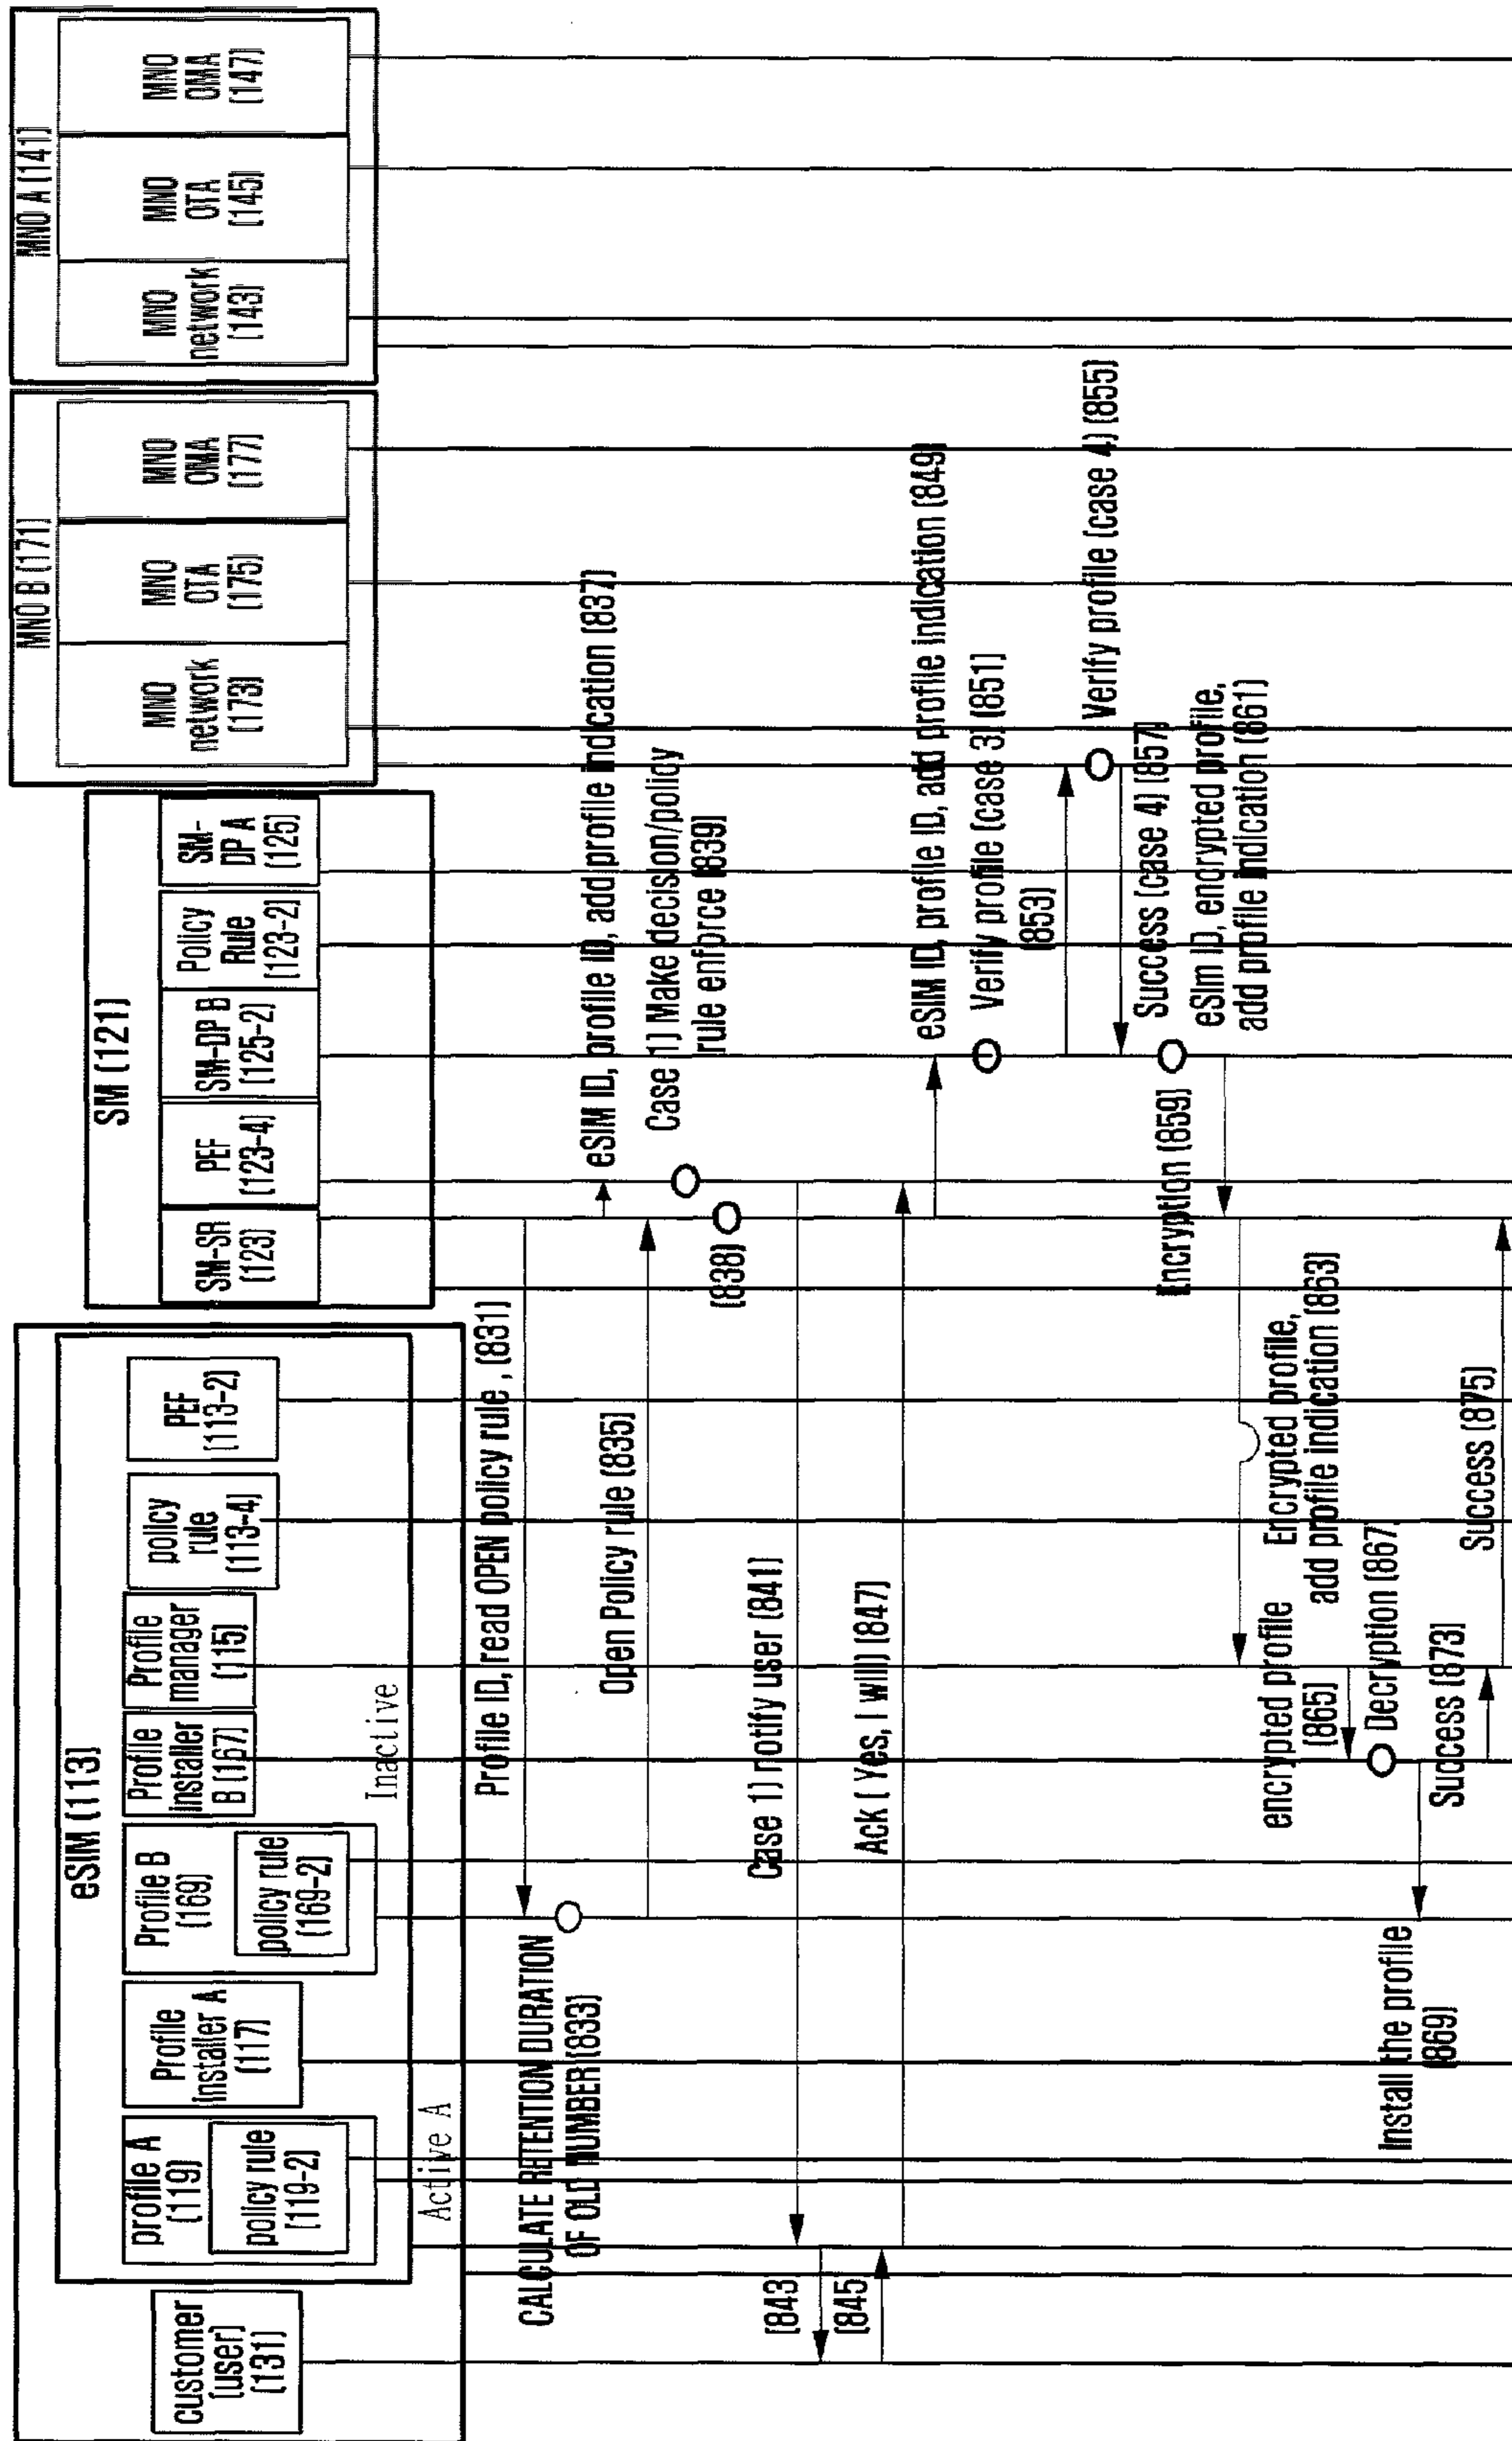 eSIM (113)
customer
(user)
(131)
profile A
(119)
policy rule
(119-2)
Profile
installer A
(117)
Profile B
(169)
policy rule
(169-2)
Profile
installer
B (167)
Profile
manager
(115)
policy
rule
(113-4)
PEF
(113-2)
Active A
Inactive
SM (121)
SM-SR
(123)
PEF
(123-4)
SM-DP B
(125-2)
Policy
Rule
(123-2)
SM-
DP A
(125)
MNO B (171)
MNO
network
(173)
MNO
OTA
(175)
MNO
OMA
(177)
MNO A (141)
MNO
network
(143)
MNO
OTA
(145)
MNO
OMA
(147)
Profile ID, read OPEN policy rule , (831)
CALCULATE RETENTION DURATION
OF OLD NUMBER (833)
Open Policy rule (835)
eSIM ID, profile ID, add profile indication (837)
(838)
Case 1) Make decision/policy
rule enforce (839)
Case 1) notify user (841)
(843)
(845)
Ack ( Yes, I will) (847)
eSIM ID, profile ID, add profile indication (849)
Verify profile (case 3) (851)
(853)
Verify profile (case 4) (855)
Success (case 4) (857)
Encryption (859)
eSIm ID, encrypted profile,
add profile indication (861)
Encrypted profile,
add profile indication (863)
encrypted profile
(865)
Decryption (867)
Install the profile
(869)
Success (873)
Success (875)